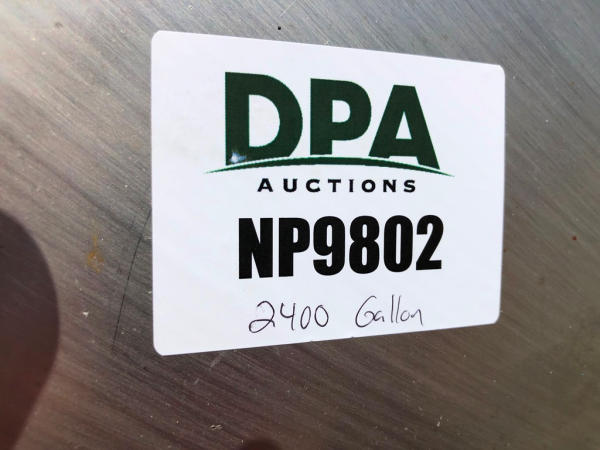 DPA
AUCTIONS
NP9802
2400 Gallon